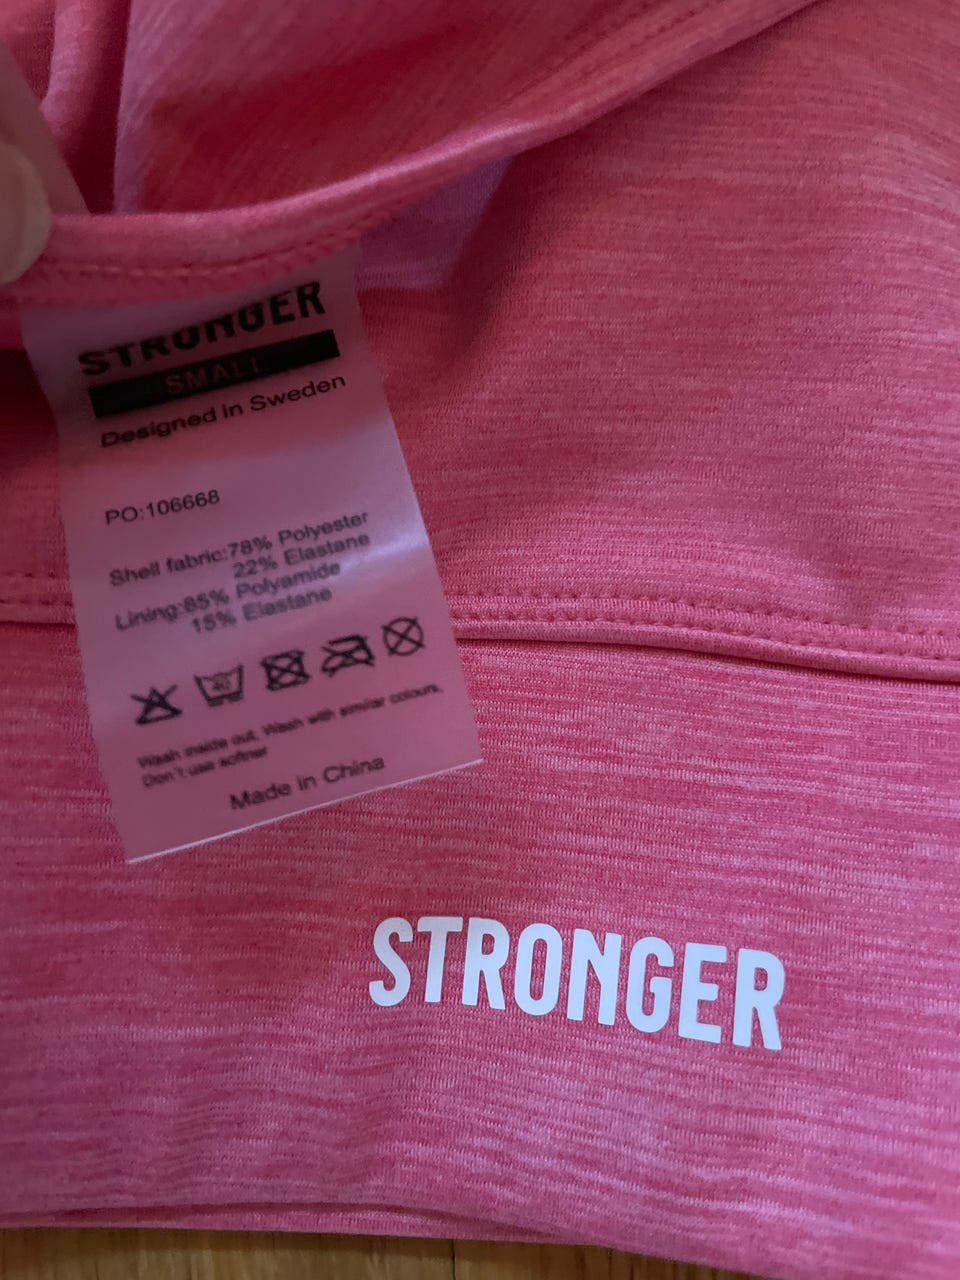 STRONGER
SMALL
Designed in Sweden
PO:106668
Shell fabric:78% Polyester
22% Elastane
Lining:85% Polyamide
15% Elastane
40
Wash inside out, Wash with similar colours,
Don't use softner
Made in China
STRONGER